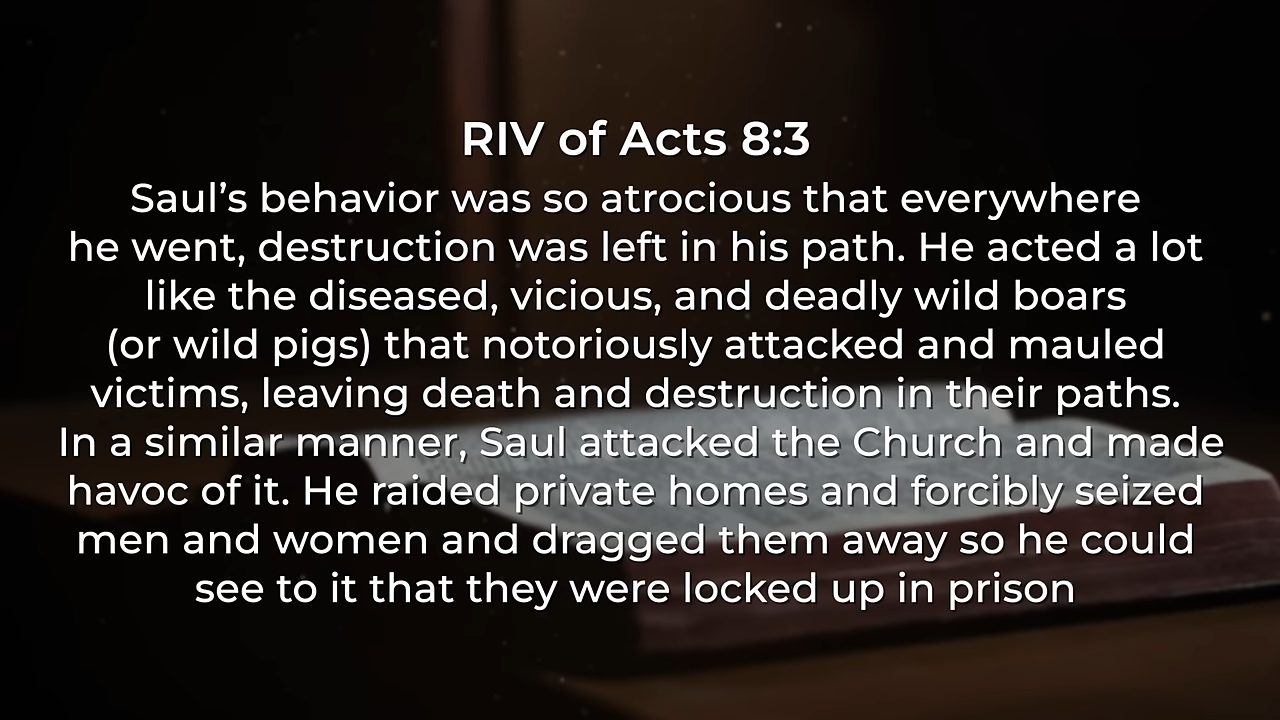 RIV of Acts 8:3
Saul’s behavior was so atrocious that everywhere
he went, destruction was left in his path. He acted a lot
like the diseased, vicious, and deadly wild boars
(or wild pigs) that notoriously attacked and mauled
victims, leaving death and destruction in their paths.
In a similar manner, Saul attacked the Church and made
havoc of it. He raided private homes and forcibly seized
men and women and dragged them away so he could
see to it that they were locked up in prison